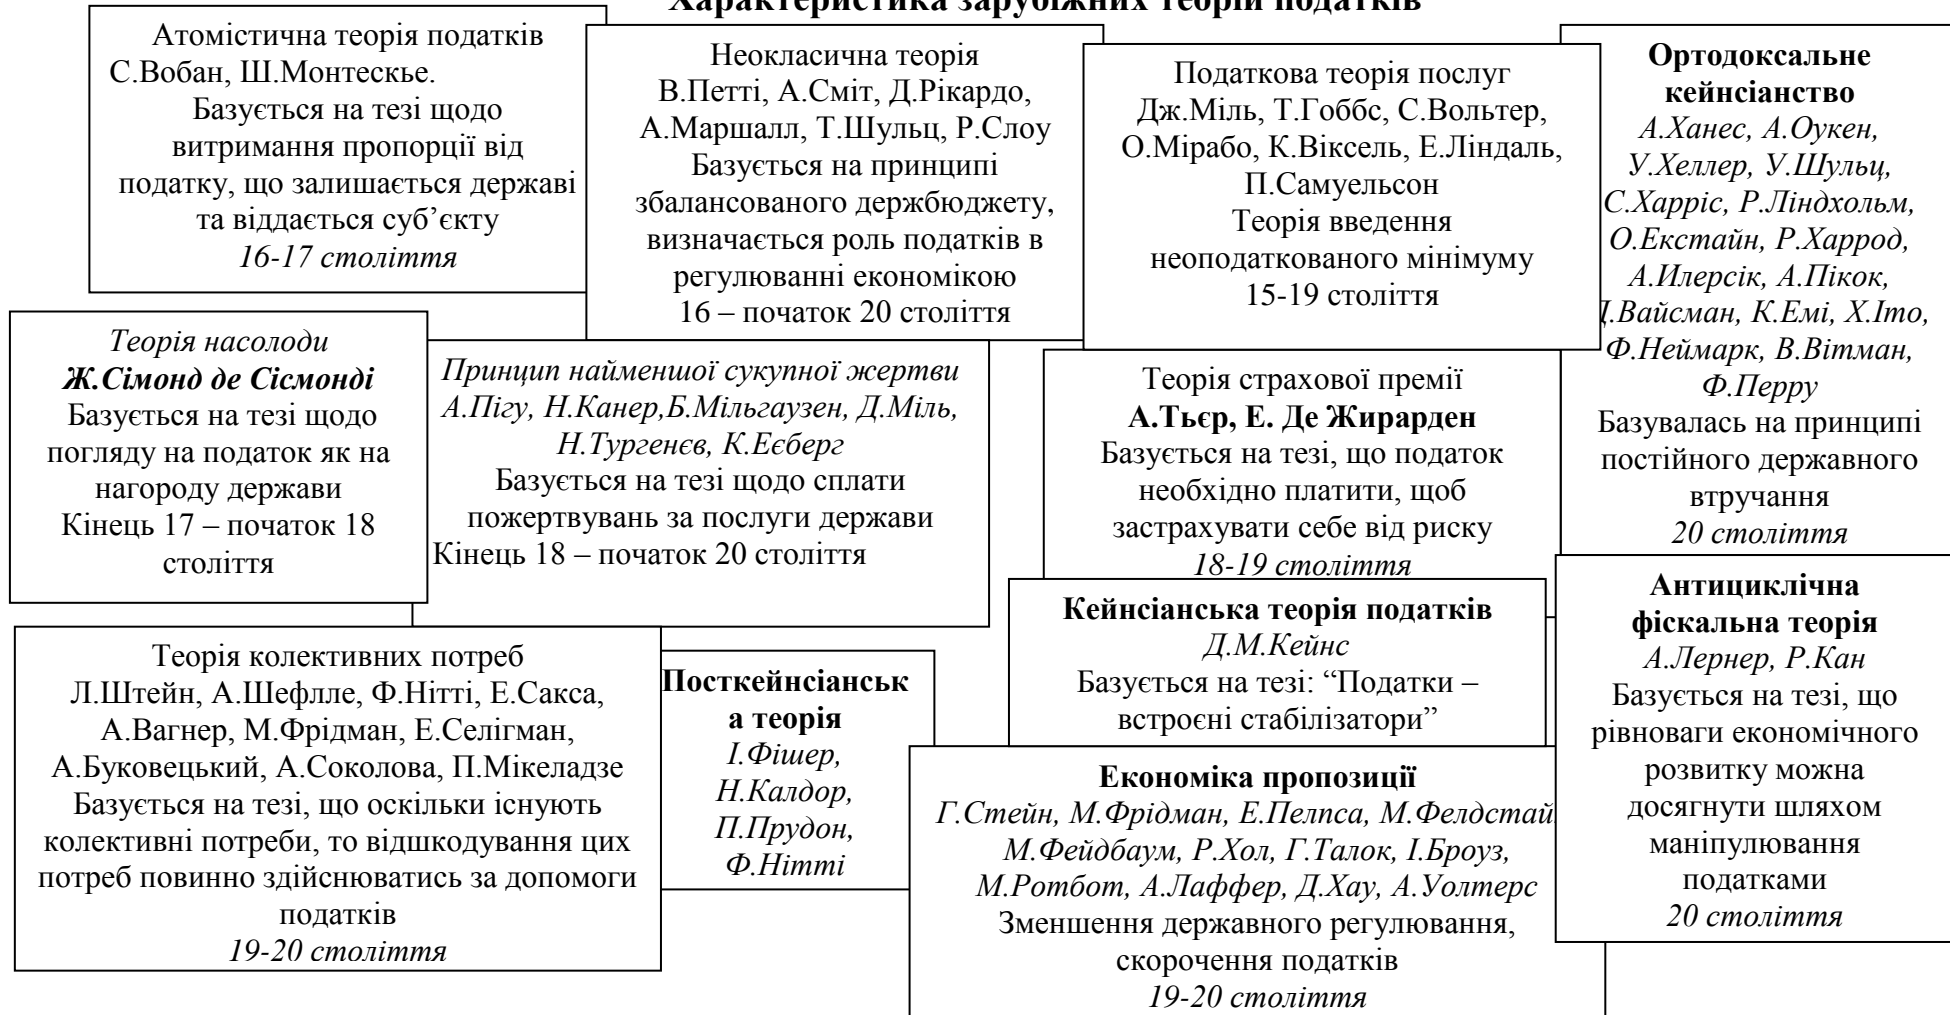 Характеристика зарубіжних теорій податків
Атомістична теорія податків
С.Вобан, Ш.Монтескье.
Базується на тезі щодо
витримання пропорції від
податку, що залишається державі
та віддається суб’єкту
16-17 століття
Неокласична теорія
В.Петті, А.Сміт, Д.Рікардо,
А.Маршалл, Т.Шульц, Р.Слоу
Базується на принципі
збалансованого держбюджету,
визначається роль податків в
регулюванні економікою
16 – початок 20 століття
Податкова теорія послуг
Дж.Міль, Т.Гоббс, С.Вольтер,
О.Мірабо, К.Віксель, Е.Ліндаль,
П.Самуельсон
Теорія введення
неоподаткованого мінімуму
15-19 століття
Ортодоксальне
кейнсіанство
А.Ханес, А.Оукен,
У.Хеллер, У.Шульц,
С.Харріс, Р.Ліндхольм,
О.Екстайн, Р.Харрод,
А.Илерсік, А.Пікок,
.Вайсман, К.Емі, Х.Іто,
Ф.Неймарк, В.Вітман,
Ф.Перру
Базувалась на принципі
постійного державного
втручання
20 століття
Теорія насолоди
Ж.Сімонд де Сісмонді
Базується на тезі щодо
погляду на податок як на
нагороду держави
Кінець 17 – початок 18
століття
Принцип найменшої сукупної жертви
А.Пігу, Н.Канер,Б.Мільгаузен, Д.Міль,
Н.Тургенєв, К.Еєберг
Базується на тезі щодо сплати
пожертвувань за послуги держави
Кінець 18 – початок 20 століття
Теорія страхової премії
А.Тьєр, Е. Де Жирарден
Базується на тезі, що податок
необхідно платити, щоб
застрахувати себе від риску
18-19 століття
Теорія колективних потреб
Л.Штейн, А.Шефлле, Ф.Нітті, Е.Сакса,
А.Вагнер, М.Фрідман, Е.Селігман,
А.Буковецький, А.Соколова, П.Мікеладзе
Базується на тезі, що оскільки існують
колективні потреби, то відшкодування цих
потреб повинно здійснюватись за допомоги
податків
19-20 століття
Посткейнсіанськ
а теорія
І.Фішер,
Н.Калдор,
П.Прудон,
Ф.Нітті
Кейнсіанська теорія податків
Д.М.Кейнс
Базується на тезі: “Податки –
встроєні стабілізатори”
Економіка пропозиції
Г.Стейн, М.Фрідман, Е.Пелпса, М.Фелдстай
М.Фейдбаум, Р.Хол, Г.Талок, І.Броуз,
М.Ротбот, А.Лаффер, Д.Хау, А.Уолтерс
Зменшення державного регулювання,
скорочення податків
19-20 століття
Антициклічна
фіскальна теорія
А.Лернер, Р.Кан
Базується на тезі, що
рівноваги економічного
розвитку можна
досягнути шляхом
маніпулювання
податками
20 століття